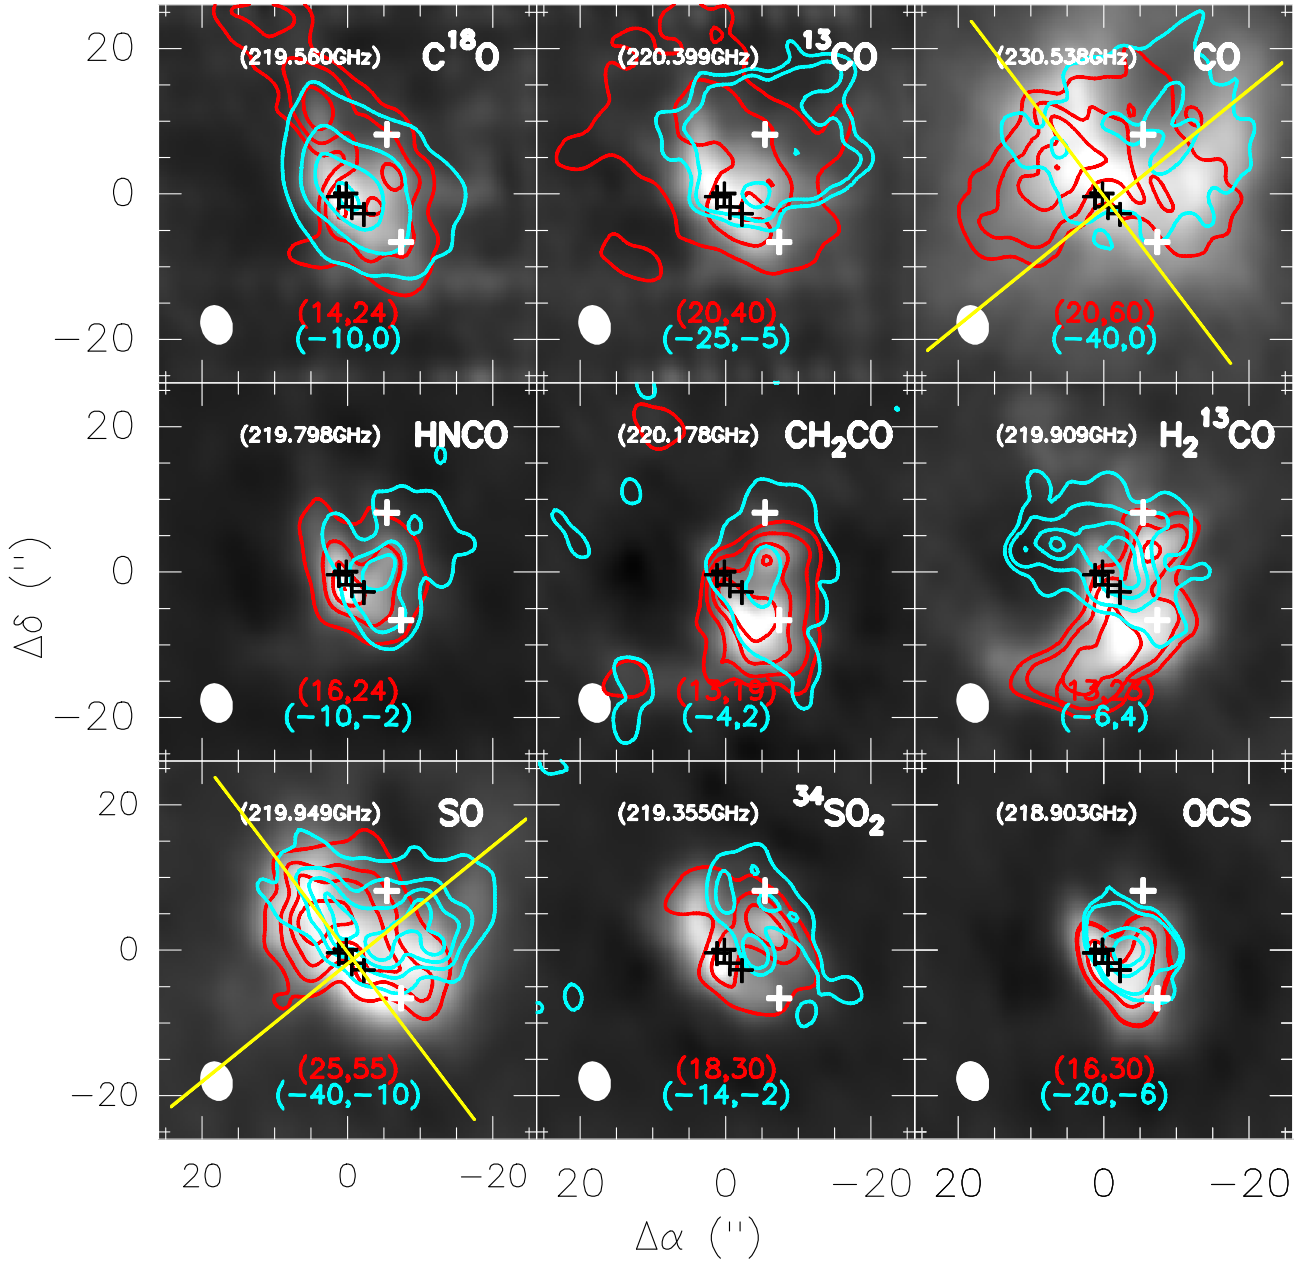 20
(219.560GHz) C¹⁸O
(220.399GHz) ¹³CO
(230.538GHz) CO
0
(14,24)
(−10,0)
(20,40)
(−25,−5)
(20,60)
(−40,0)
−20
20
(219.798GHz) HNCO
(220.178GHz) CH₂CO
(219.909GHz) H₂¹³CO
0
(16,24)
(−10,−2)
(13,19)
(−4,2)
(−6,4)
−20
20
(219.949GHz) SO
(219.355GHz) ³⁴SO₂
(218.903GHz) OCS
0
(25,55)
(−40,−10)
(18,30)
(−14,−2)
(16,30)
(−20,−6)
−20
20 0 −20
20 0 −20
20 0 −20
Δδ ('')
Δα ('')